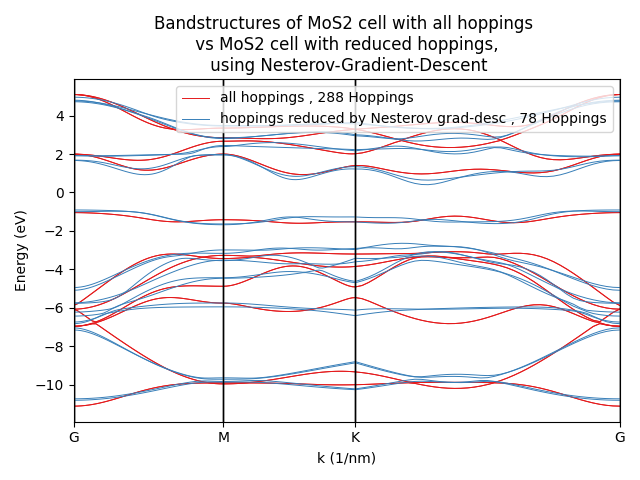 Bandstructures of MoS2 cell with all hoppings
vs MoS2 cell with reduced hoppings,
using Nesterov-Gradient-Descent
all hoppings , 288 Hoppings
hoppings reduced by Nesterov grad-desc , 78 Hoppings
Energy (eV)
4
2
0
−2
−4
−6
−8
−10
G
M
K
G
k (1/nm)